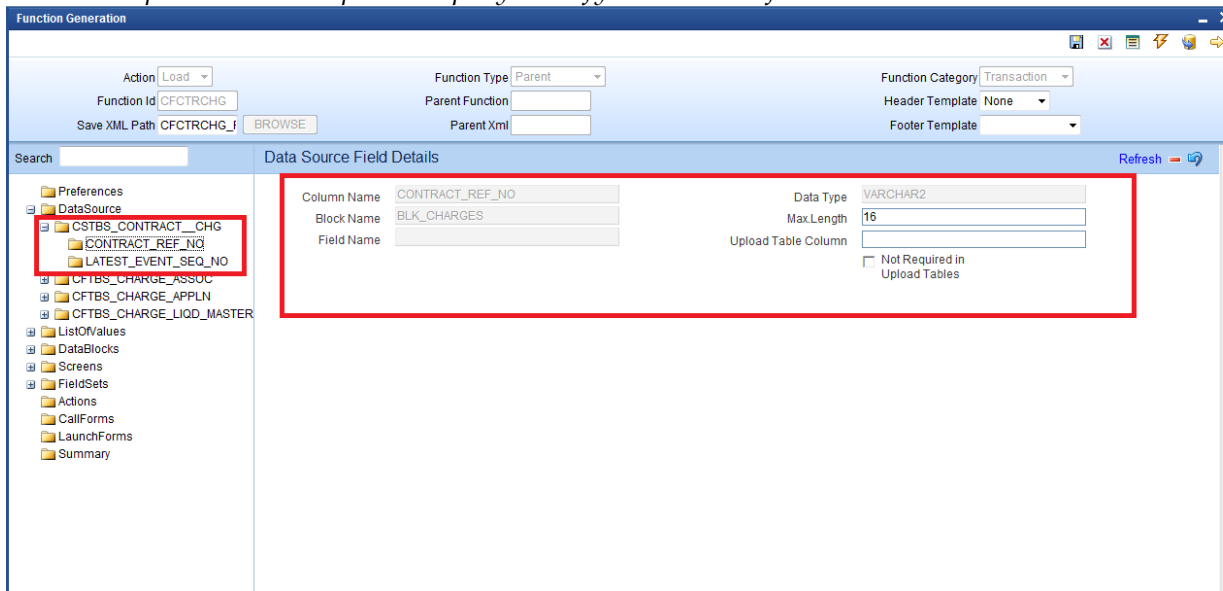 Function Generation
Action Load Function Type Parent Function Category Transaction
Function Id CFCTRCHG Parent Function Header Template None
Save XML Path CFCTRCHG_F BROWSE Parent Xml Footer Template
Search Data Source Field Details Refresh
Preferences
DataSource
CSTBS_CONTRACT__CHG
CONTRACT_REF_NO
LATEST_EVENT_SEQ_NO
CFTBS_CHARGE_ASSOC
CFTBS_CHARGE_APPLN
CFTBS_CHARGE_LIQD_MASTER
ListOfValues
DataBlocks
Screens
FieldSets
Actions
CallForms
LaunchForms
Summary
Column Name CONTRACT_REF_NO Data Type VARCHAR2
Block Name BLK_CHARGES Max.Length 16
Field Name Upload Table Column
Not Required in
Upload Tables